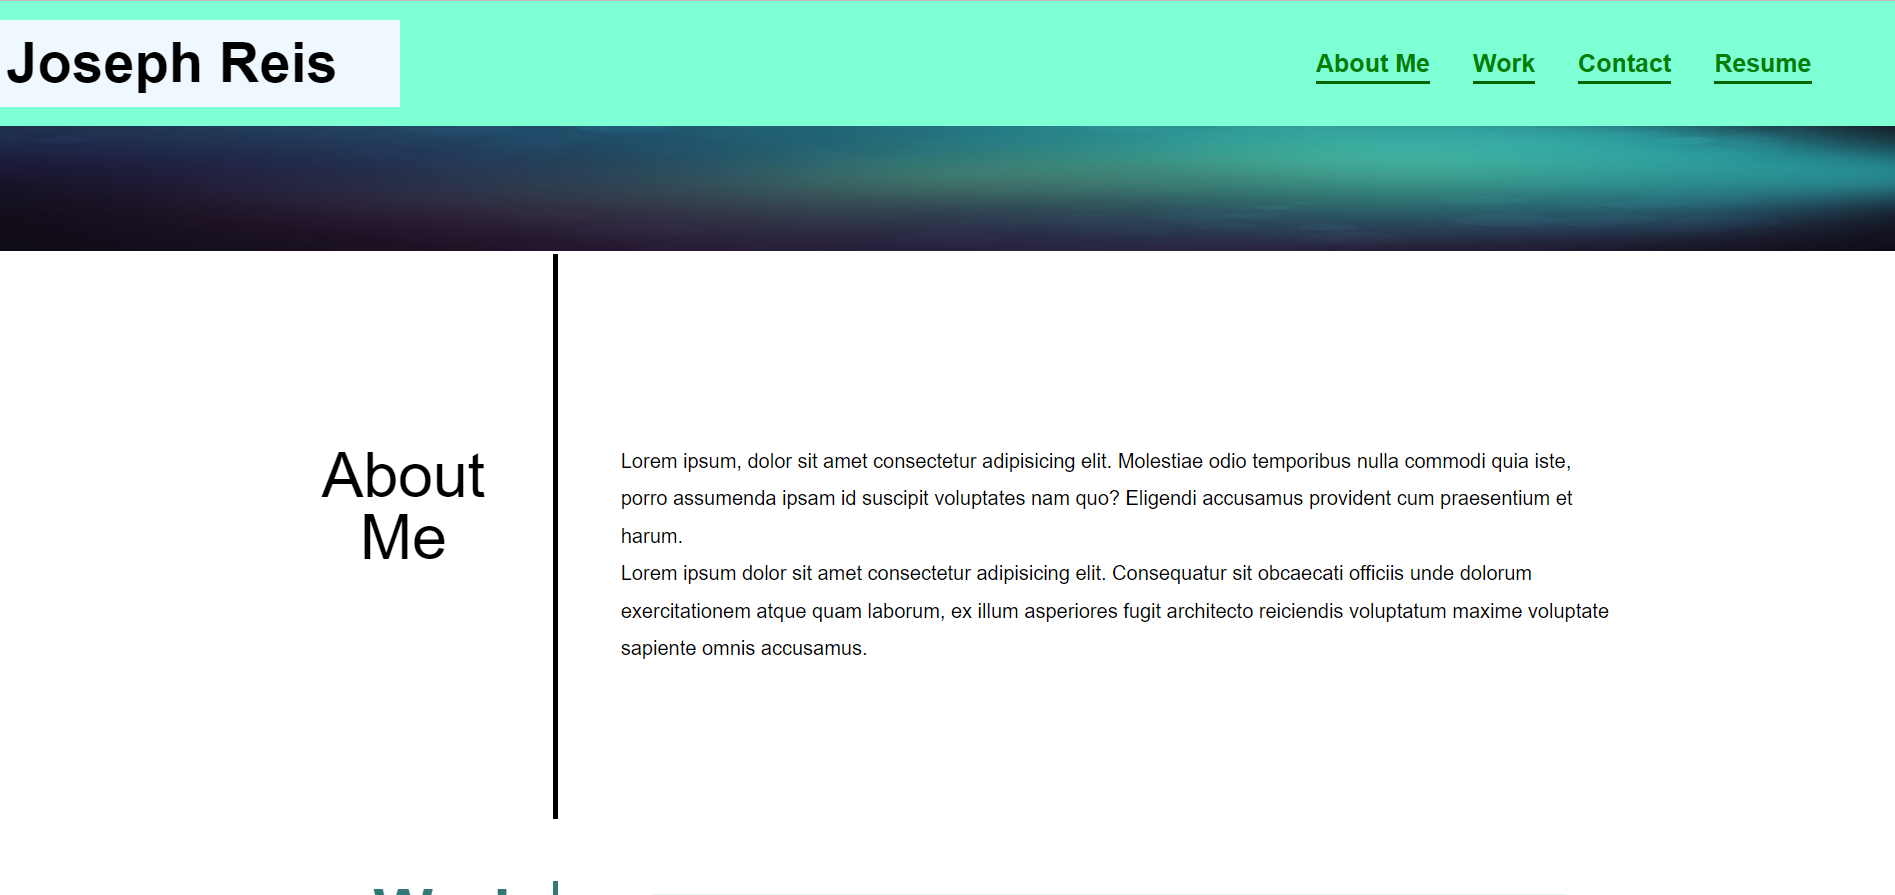 Joseph Reis
About Me Work Contact Resume
About
Me
Lorem ipsum, dolor sit amet consectetur adipisicing elit. Molestiae odio temporibus nulla commodi quia iste,
porro assumenda ipsam id suscipit voluptates nam quo? Eligendi accusamus provident cum praesentium et
harum.
Lorem ipsum dolor sit amet consectetur adipisicing elit. Consequatur sit obcaecati officiis unde dolorum
exercitationem atque quam laborum, ex illum asperiores fugit architecto reiciendis voluptatum maxime voluptate
sapiente omnis accusamus.